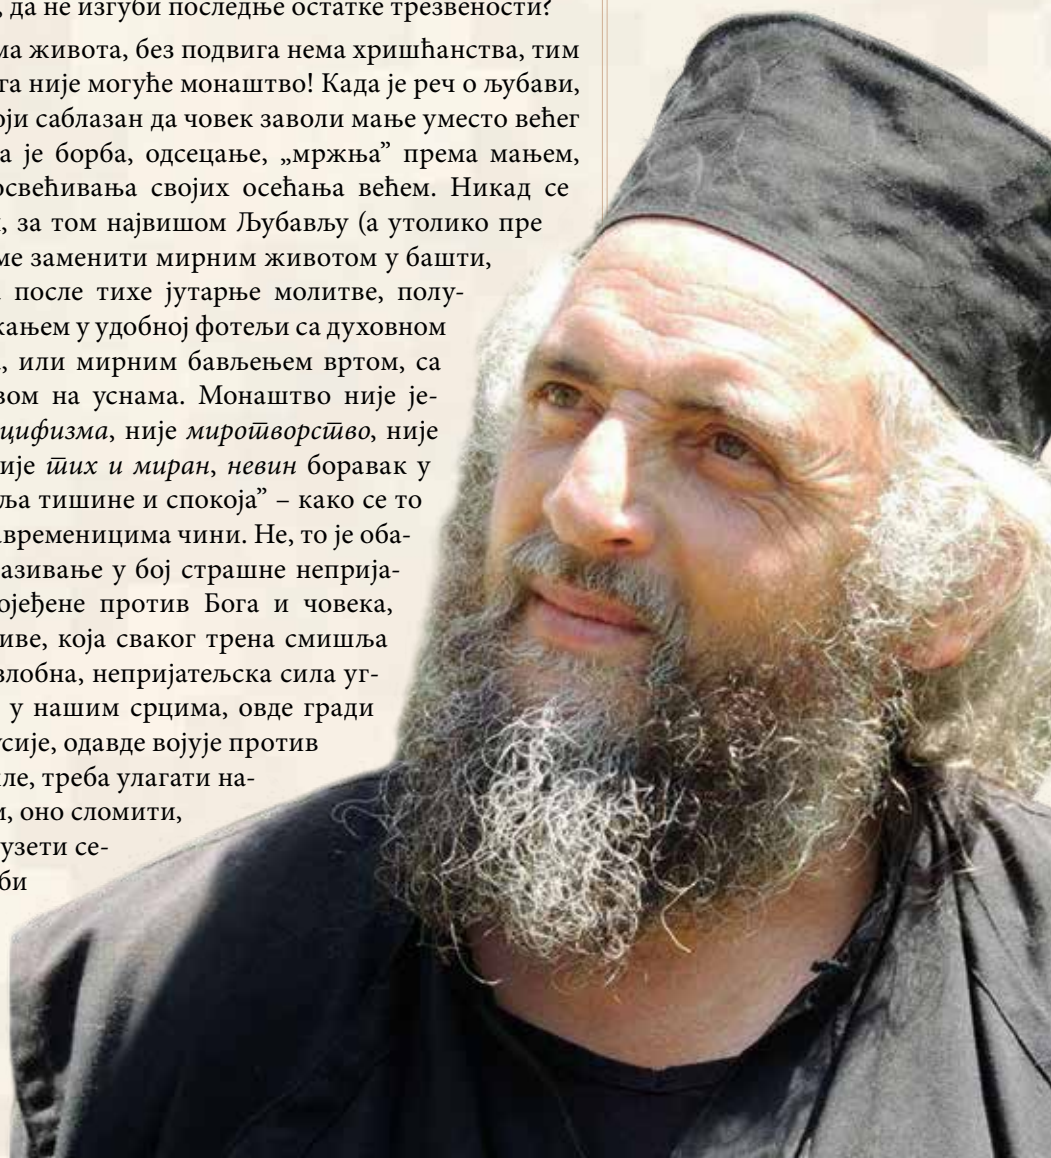 , да не изгуби последње остатке трезвености?
ма живота, без подвига нема хришћанства, тим
га није могуће монаштво! Када је реч о љубави,
оји саблазан да човек заволи мање уместо већег
а је борба, одсецање, „мржња” према мањем,
освећивања својих осећања већем. Никад се
, за том највишом Љубављу (а утолико пре
ме заменити мирним животом у башти,
после тихе јутарње молитве, полу-
кањем у удобној фотељи са духовном
, или мирним бављењем вртом, са
вом на уснама. Монаштво није је-
цифизма, није миротворство, није
ије тих и миран, невин боравак у
ља тишине и спокоја” – како се то
авременицима чини. Не, то је оба-
азивање у бој страшне неприја-
ојеђене против Бога и човека,
иве, која сваког трена смишља
злобна, непријатељска сила уг-
у нашим срцима, овде гради
усије, одавде војује против
ле, треба улагати на-
и, оно сломити,
узети се-
би